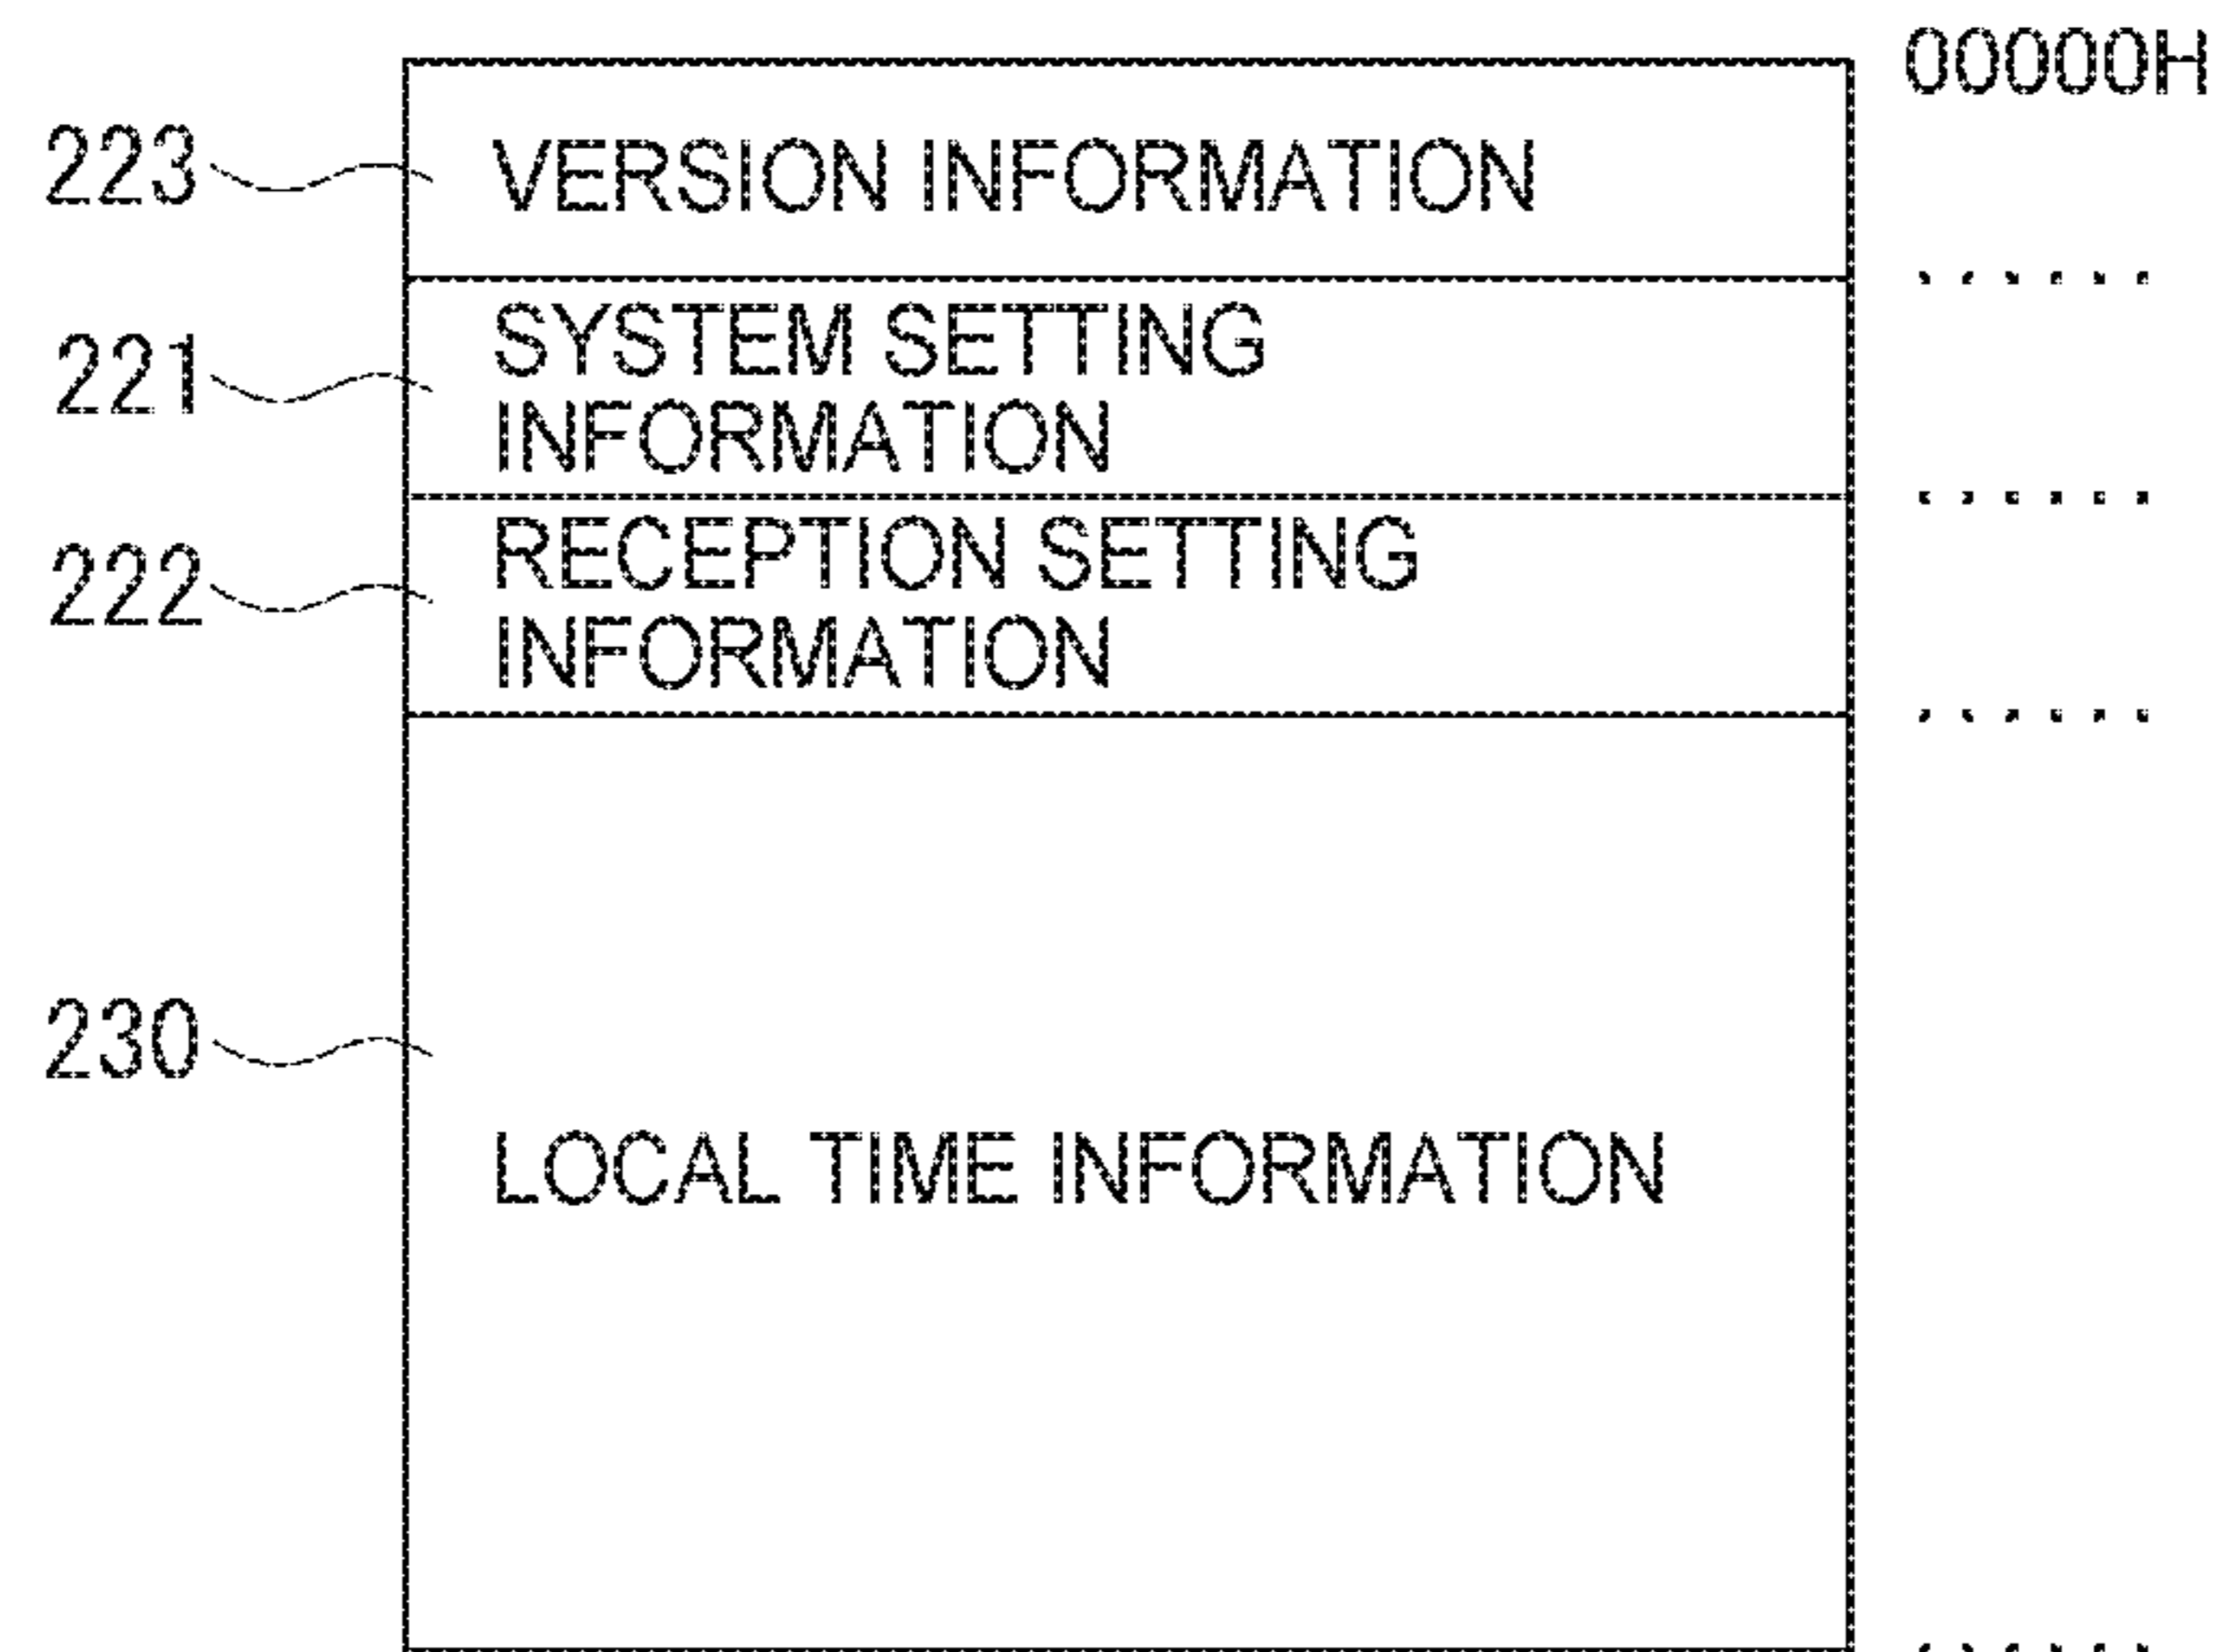 00000H
223 VERSION INFORMATION
......
221 SYSTEM SETTING
INFORMATION
......
222 RECEPTION SETTING
INFORMATION
......
230
LOCAL TIME INFORMATION
......